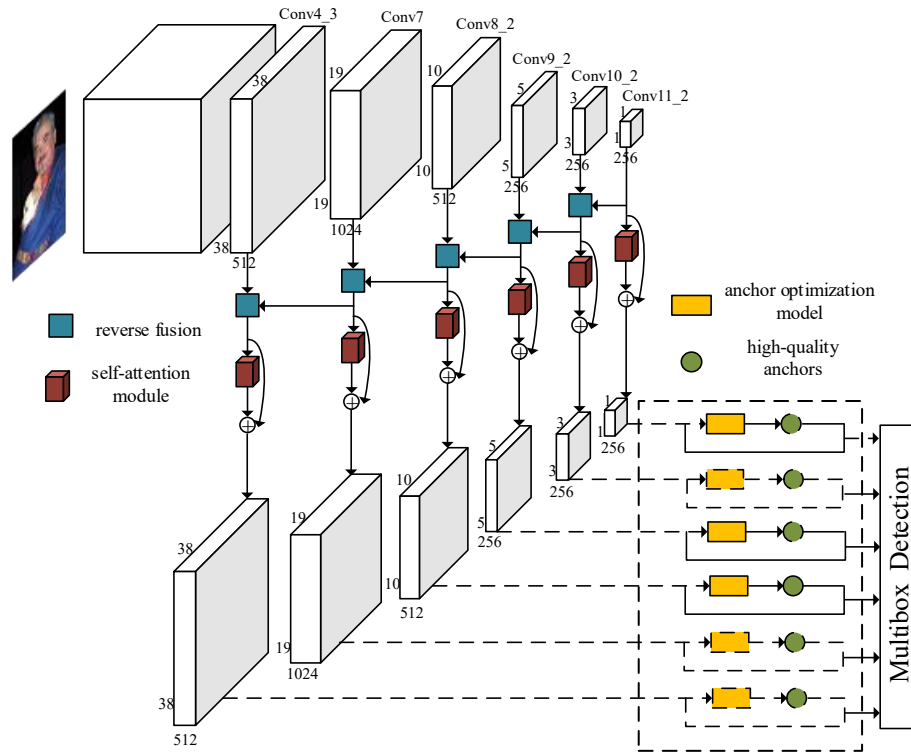 Conv4_3
Conv7
Conv8_2
Conv9_2
Conv10_2
Conv11_2
38
19
10
5
3
1
38
512
19
1024
10
512
5
256
3
256
1
256
reverse fusion
self-attention
module
anchor optimization
model
high-quality
anchors
38
38
512
19
19
1024
10
10
512
5
5
256
3
3
256
1
1
256
Multibox Detection